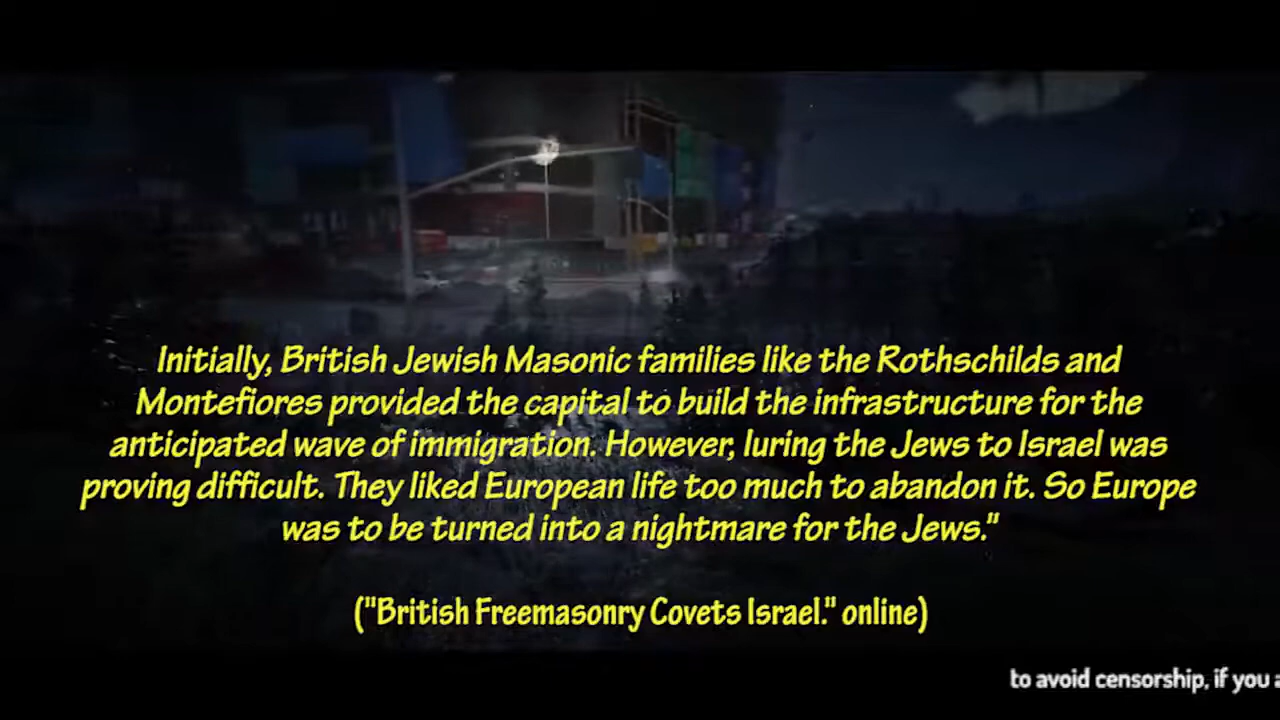 Initially, British Jewish Masonic families like the Rothschilds and
Montefiores provided the capital to build the infrastructure for the
anticipated wave of immigration. However, luring the Jews to Israel was
proving difficult. They liked European life too much to abandon it. So Europe
was to be turned into a nightmare for the Jews."
("British Freemasonry Covets Israel." online)
to avoid censorship, if you